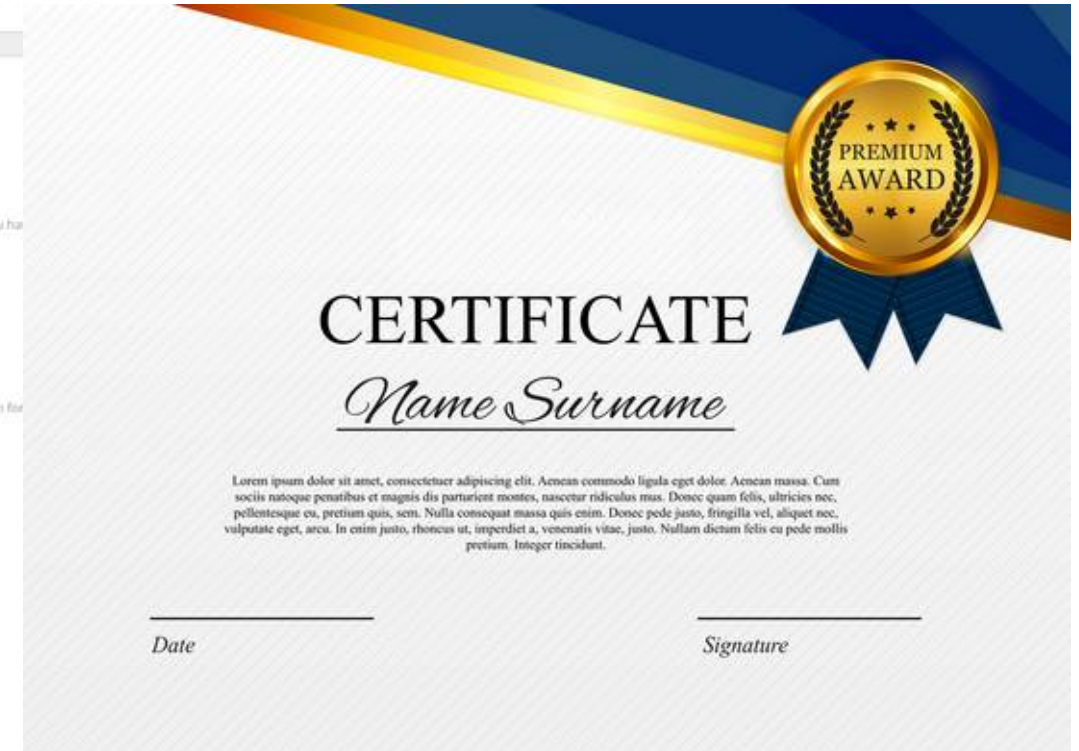 PREMIUM
AWARD
CERTIFICATE
Name Surname
Lorem ipsum dolor sit amet, consectetuer adipiscing elit. Aenean commodo ligula eget dolor. Aenean massa. Cum
sociis natoque penatibus et magnis dis parturient montes, nascetur ridiculus mus. Donec quam felis, ultricies nec,
pellentesque eu, pretium quis, sem. Nulla consequat massa quis enim. Donec pede justo, fringilla vel, aliquet nec,
vulputate eget, arcu. In enim justo, rhoncus ut, imperdiet a, venenatis vitae, justo. Nullam dictum felis eu pede mollis
pretium. Integer tincidunt.
Date
Signature